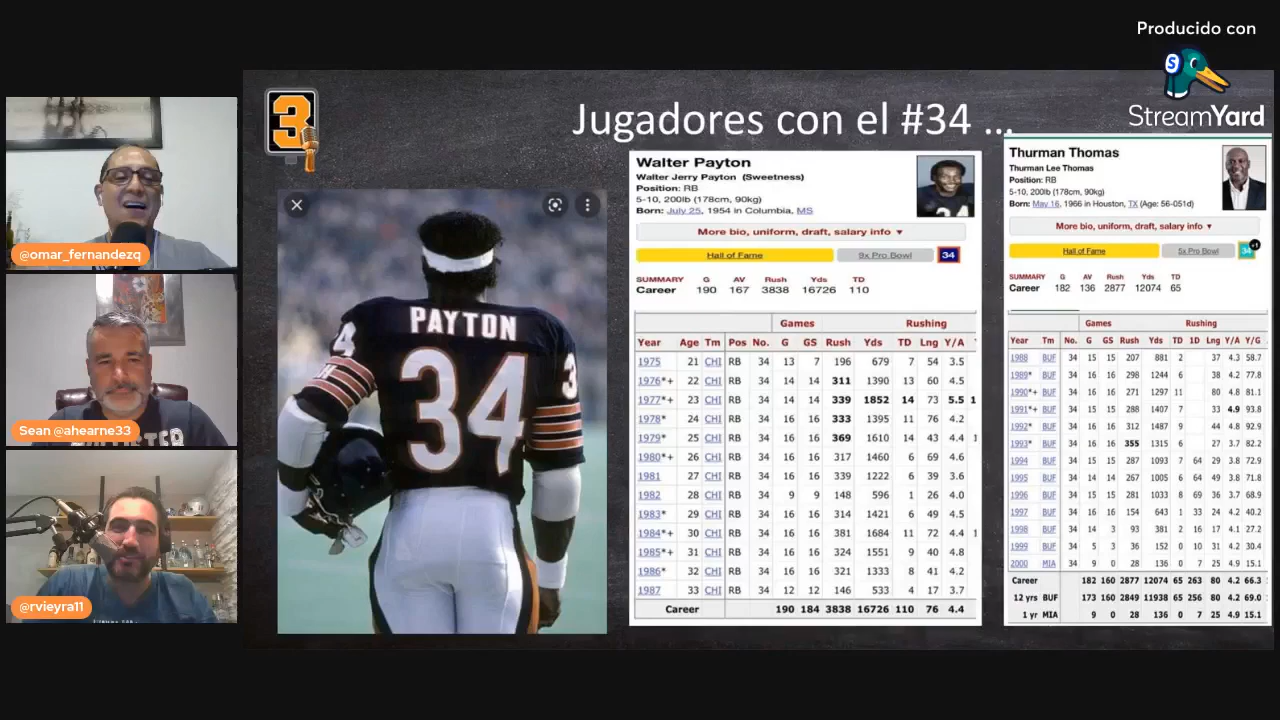 Producido con
S
StreamYard
@omar_fernandezq
Sean @ahearne33
@rvieyra11
3
Jugadores con el #34 ...
PAYTON
34
Walter Payton
Walter Jerry Payton (Sweetness)
Position: RB
5-10, 200lb (178cm, 90kg)
Born: July 25, 1954 in Columbia, MS
More bio, uniform, draft, salary info ▼
Hall of Fame 9x Pro Bowl 34
SUMMARY G AV Rush Yds TD
Career 190 167 3838 16726 110
Games Rushing
Year Age Tm Pos No. G GS Rush Yds TD Lng Y/A
1975 21 CHI RB 34 13 7 196 679 7 54 3.5
1976*+ 22 CHI RB 34 14 14 311 1390 13 60 4.5
1977*+ 23 CHI RB 34 14 14 339 1852 14 73 5.5 1
1978* 24 CHI RB 34 16 16 333 1395 11 76 4.2
1979* 25 CHI RB 34 16 16 369 1610 14 43 4.4 1
1980*+ 26 CHI RB 34 16 16 317 1460 6 69 4.6
1981 27 CHI RB 34 16 16 339 1222 6 39 3.6
1982 28 CHI RB 34 9 9 148 596 1 26 4.0
1983* 29 CHI RB 34 16 16 314 1421 6 49 4.5
1984*+ 30 CHI RB 34 16 16 381 1684 11 72 4.4 1
1985*+ 31 CHI RB 34 16 16 324 1551 9 40 4.8
1986* 32 CHI RB 34 16 16 321 1333 8 41 4.2
1987 33 CHI RB 34 12 12 146 533 4 17 3.7
Career 190 184 3838 16726 110 76 4.4
Thurman Thomas
Thurman Lee Thomas
Position: RB
5-10, 200lb (178cm, 90kg)
Born: May 16, 1966 in Houston, TX (Age: 56-051d)
More bio, uniform, draft, salary info ▼
Hall of Fame 5x Pro Bowl 34 +1
SUMMARY G AV Rush Yds TD
Career 182 136 2877 12074 65
Games Rushing
Year Tm No. G GS Rush Yds TD 1D Lng Y/A Y/G
1988 BUF 34 15 15 207 881 2 37 4.3 58.7
1989* BUF 34 16 16 298 1244 6 38 4.2 77.8
1990*+ BUF 34 16 16 271 1297 11 80 4.8 81.1
1991*+ BUF 34 15 15 288 1407 7 33 4.9 93.8
1992* BUF 34 16 16 312 1487 9 44 4.8 92.9
1993* BUF 34 16 16 355 1315 6 27 3.7 82.2
1994 BUF 34 15 15 287 1093 7 64 29 3.8 72.9
1995 BUF 34 14 14 267 1005 6 64 49 3.8 71.8
1996 BUF 34 15 15 281 1033 8 69 36 3.7 68.9
1997 BUF 34 16 16 154 643 1 33 24 4.2 40.2
1998 BUF 34 14 3 93 381 2 16 17 4.1 27.2
1999 BUF 34 5 3 36 152 0 10 31 4.2 30.4
2000 MIA 34 9 0 28 136 0 7 25 4.9 15.1
Career 182 160 2877 12074 65 263 80 4.2 66.3
12 yrs BUF 173 160 2849 11938 65 256 80 4.2 69.0
1 yr MIA 9 0 28 136 0 7 25 4.9 15.1